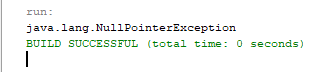 run:
java.lang.NullPointerException
BUILD SUCCESSFUL (total time: 0 seconds)